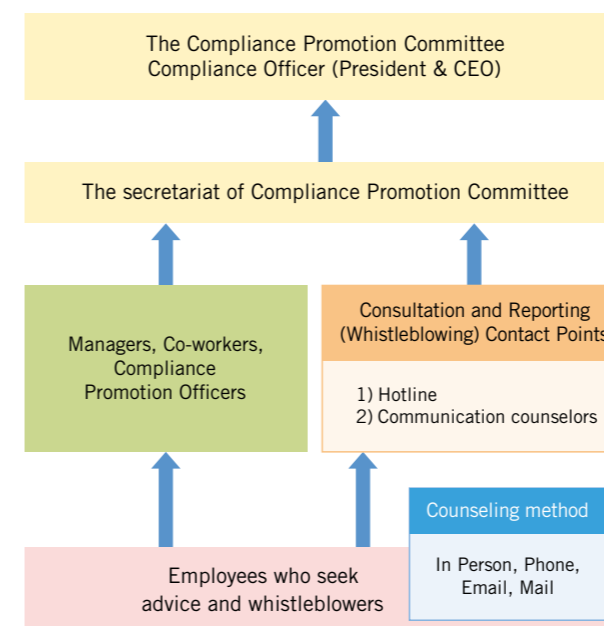 The Compliance Promotion Committee
Compliance Officer (President & CEO)
The secretariat of Compliance Promotion Committee
Managers, Co-workers,
Compliance
Promotion Officers
Consultation and Reporting
(Whistleblowing) Contact Points
1) Hotline
2) Communication counselors
Counseling method
In Person, Phone,
Email, Mail
Employees who seek
advice and whistleblowers